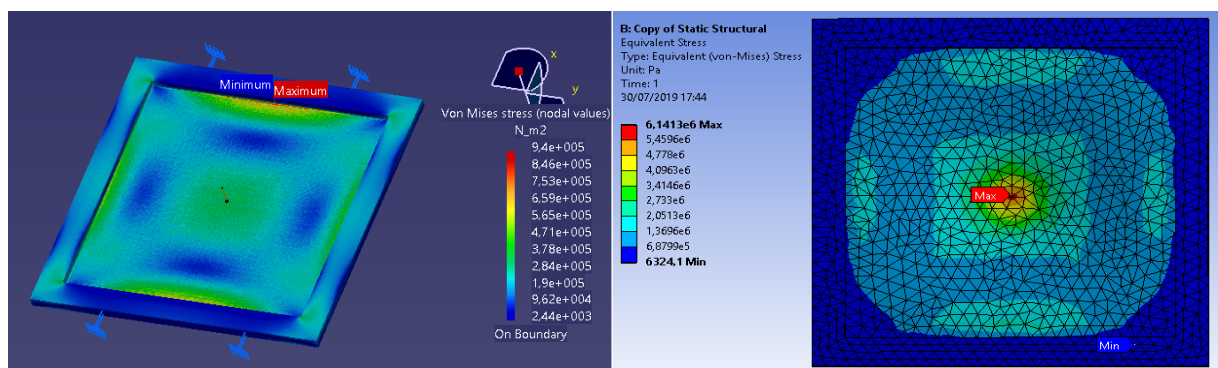 Minimum
Maximum
x
y
Von Mises stress (nodal values)
N_m2
9,4e+005
8,46e+005
7,53e+005
6,59e+005
5,65e+005
4,71e+005
3,78e+005
2,84e+005
1,9e+005
9,62e+004
2,44e+003
On Boundary
B: Copy of Static Structural
Equivalent Stress
Type: Equivalent (von-Mises) Stress
Unit: Pa
Time: 1
30/07/2019 17:44
6,1413e6 Max
5,4596e6
4,778e6
4,0963e6
3,4146e6
2,733e6
2,0513e6
1,3696e6
6,8799e5
6324,1 Min
Max
Min